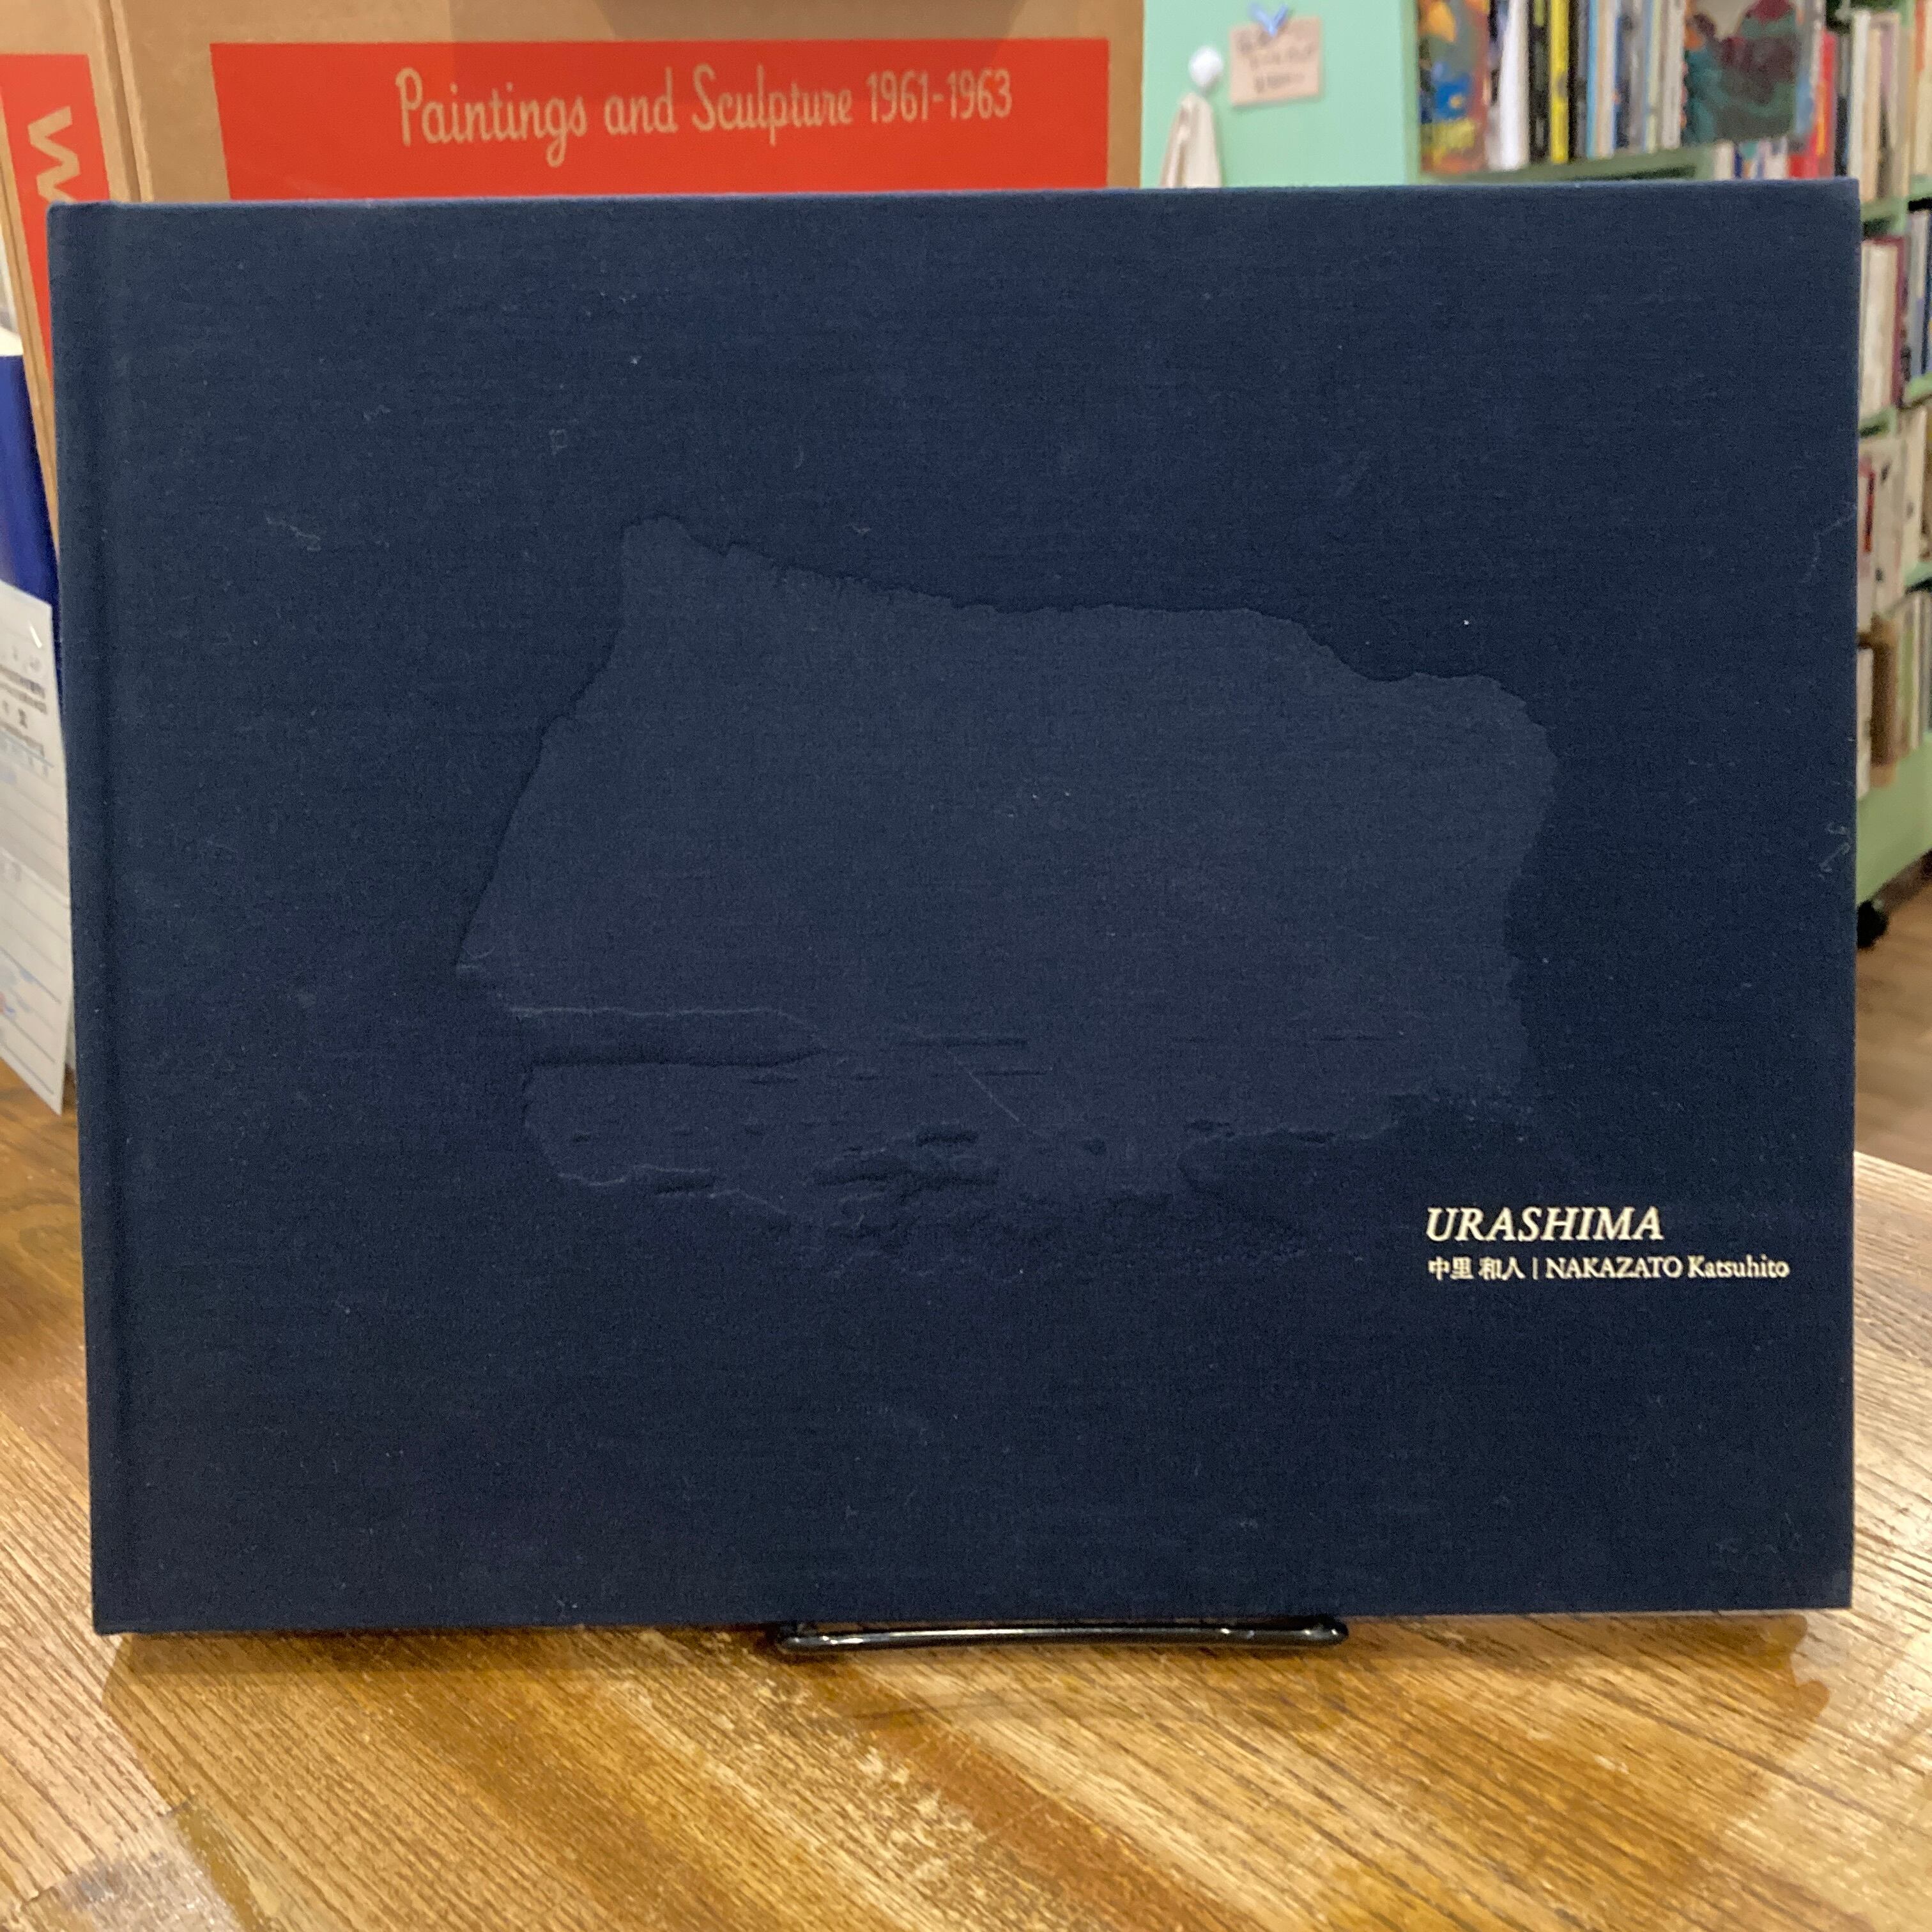 Paintings and Sculpture 1961-1963
W
URASHIMA
中里 和人 | NAKAZATO Katsuhito